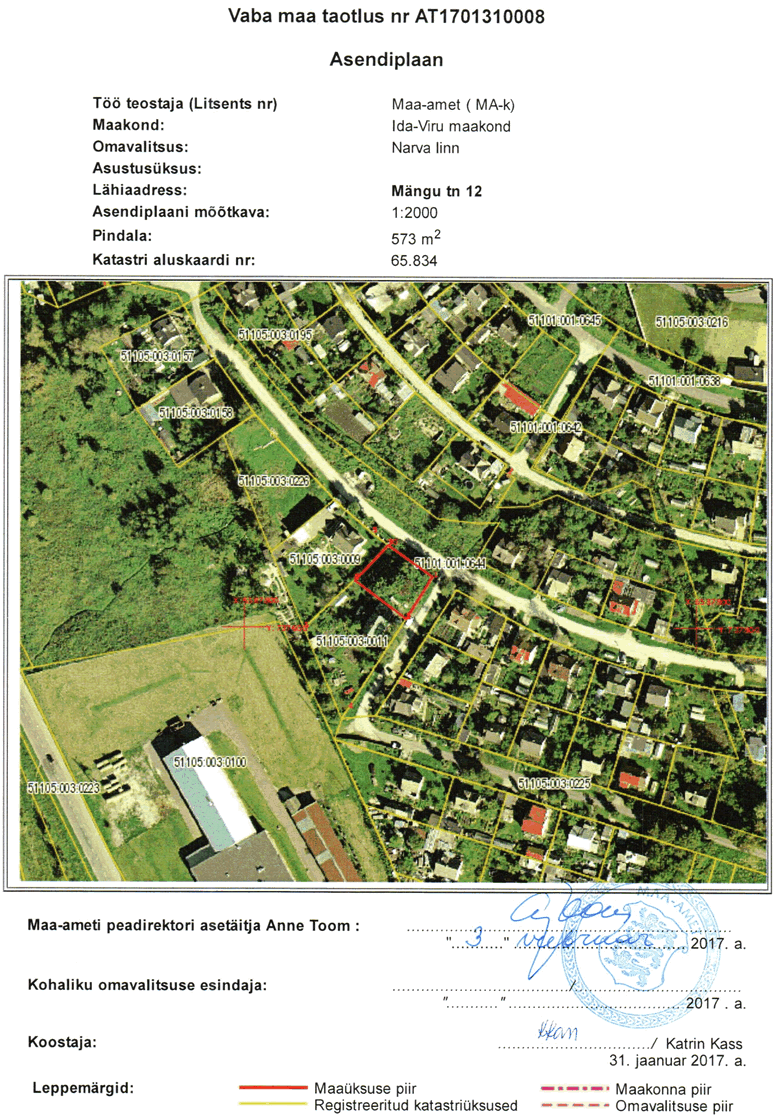 Vaba maa taotlus nr AT1701310008
Asendiplaan
Töö teostaja (Litsents nr) Maa-amet ( MA-k)
Maakond: Ida-Viru maakond
Omavalitsus: Narva linn
Asustusüksus:
Lähiaadress: Mängu tn 12
Asendiplaani mõõtkava: 1:2000
Pindala: 573 m²
Katastri aluskaardi nr: 65.834
51105:003:0157
51105:003:0195
51101:001:0645
51105:003:0216
51101:001:0638
51105:003:0158
51101:001:0642
51105:003:0226
51105:003:0009
51101:001:0644
51105:003:0011
51105:003:0100
51105:003:0223
51105:003:0225
MAA-AMET
Maa-ameti peadirektori asetäitja Anne Toom :
"...3..." veebruar 2017. a.
Kohaliku omavalitsuse esindaja: /
"..........." 2017 . a.
Koostaja: / Katrin Kass
31. jaanuar 2017. a.
Leppemärgid: Maaüksuse piir Maakonna piir
Registreeritud katastriüksused Omavalitsuse piir